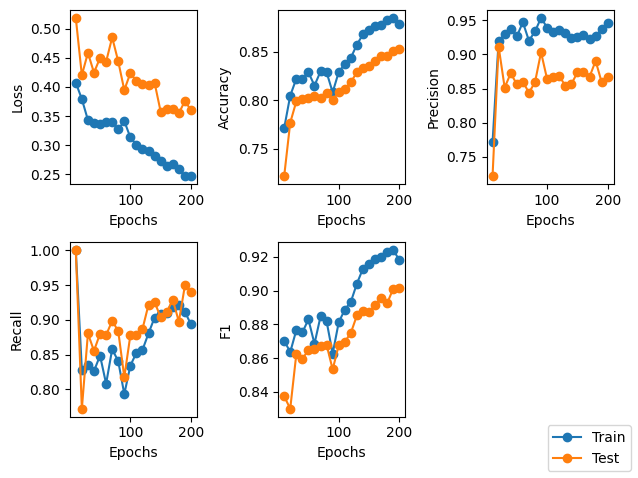 0.50
0.45
0.40
0.35
0.30
0.25
Loss
100
200
Epochs
0.85
0.80
0.75
Accuracy
100
200
Epochs
0.95
0.90
0.85
0.80
0.75
Precision
100
200
Epochs
1.00
0.95
0.90
0.85
0.80
Recall
100
200
Epochs
0.92
0.90
0.88
0.86
0.84
F1
100
200
Epochs
Train
Test